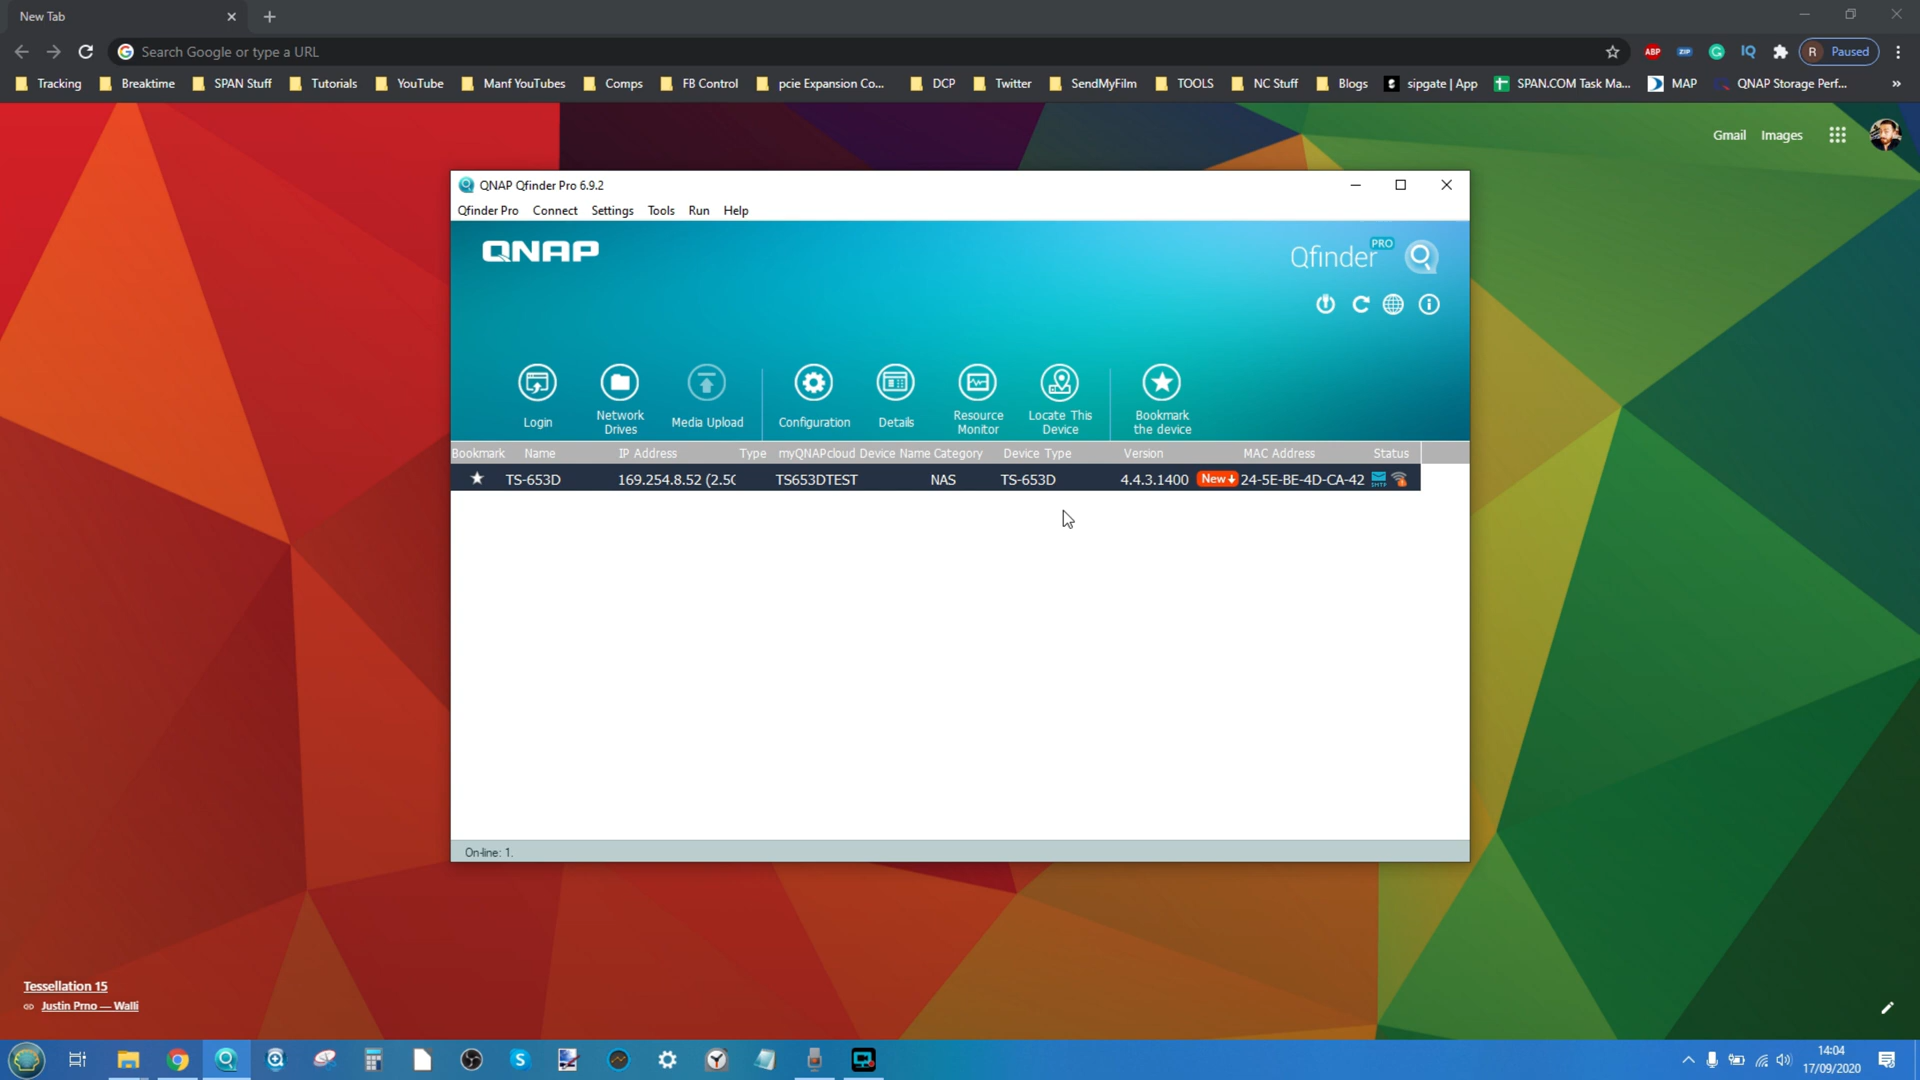 New Tab
Search Google or type a URL
ABP
ZIP
IQ
R Paused
Tracking Breaktime SPAN Stuff Tutorials YouTube Manf YouTubes Comps FB Control pcie Expansion Co... DCP Twitter SendMyFilm TOOLS NC Stuff Blogs sipgate | App SPAN.COM Task Ma... MAP QNAP Storage Perf... »
Gmail Images
QNAP Qfinder Pro 6.9.2
Qfinder Pro Connect Settings Tools Run Help
QNAP
Qfinder PRO
Login
Network Drives
Media Upload
Configuration
Details
Resource Monitor
Locate This Device
Bookmark the device
Bookmark Name IP Address Type myQNAPcloud Device Name Category Device Type Version MAC Address Status
TS-653D 169.254.8.52 (2.5G TS653DTEST NAS TS-653D 4.4.3.1400 New 24-5E-BE-4D-CA-42
On-line: 1.
Tessellation 15
Justin Prno — Walli
14:04
17/09/2020